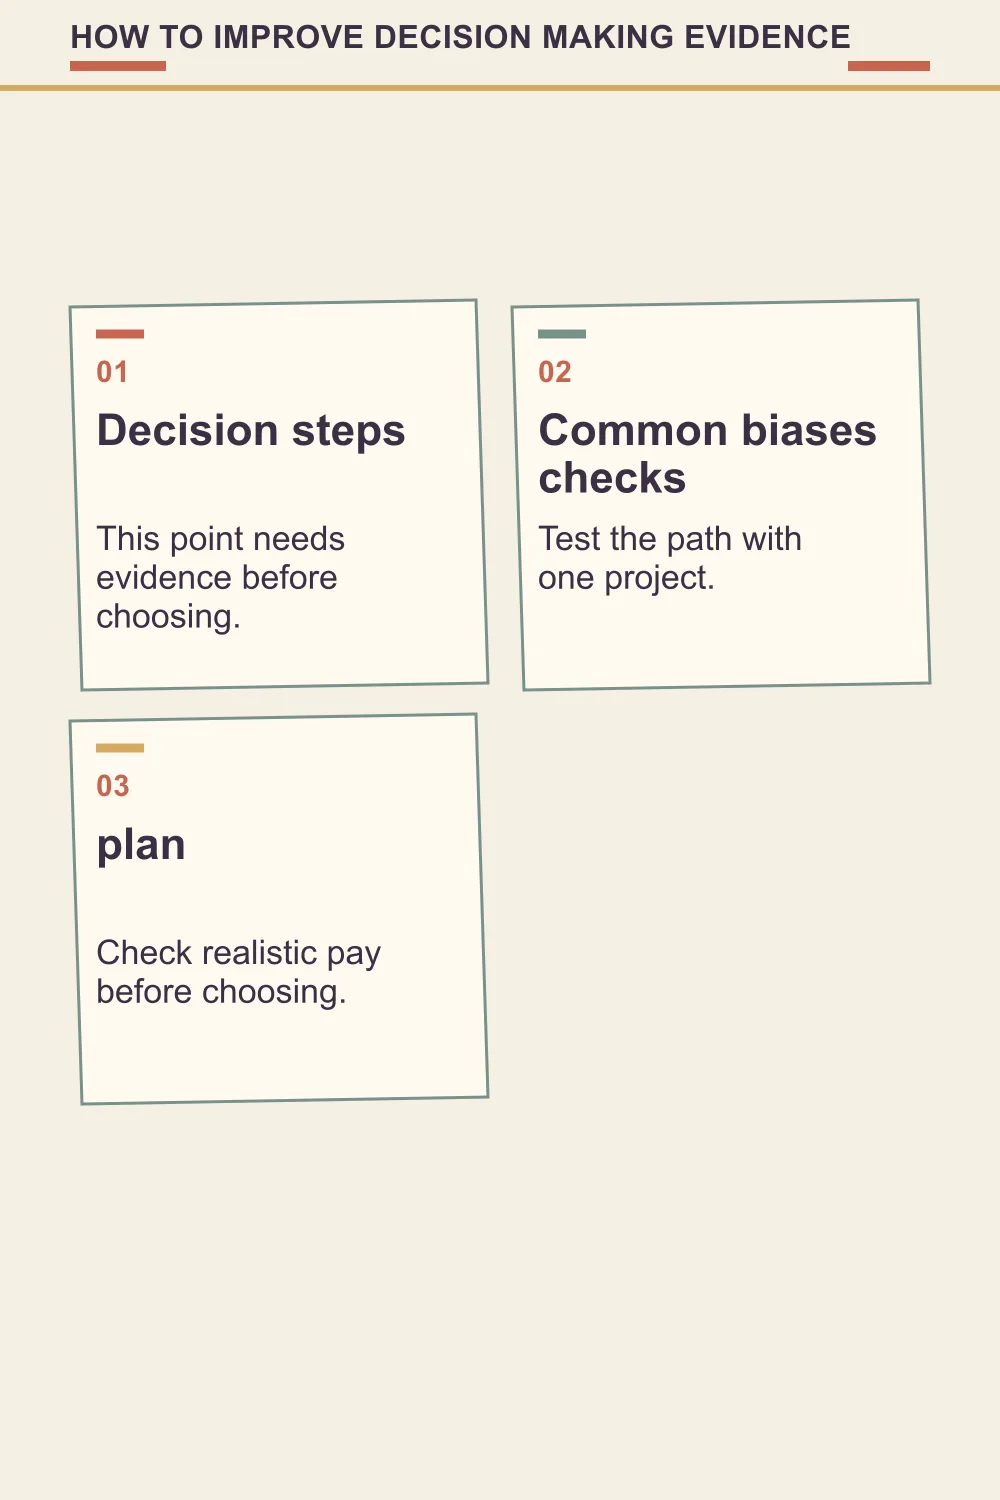 HOW TO IMPROVE DECISION MAKING EVIDENCE
01
Decision steps
This point needs
evidence before
choosing.
02
Common biases
checks
Test the path with
one project.
03
plan
Check realistic pay
before choosing.